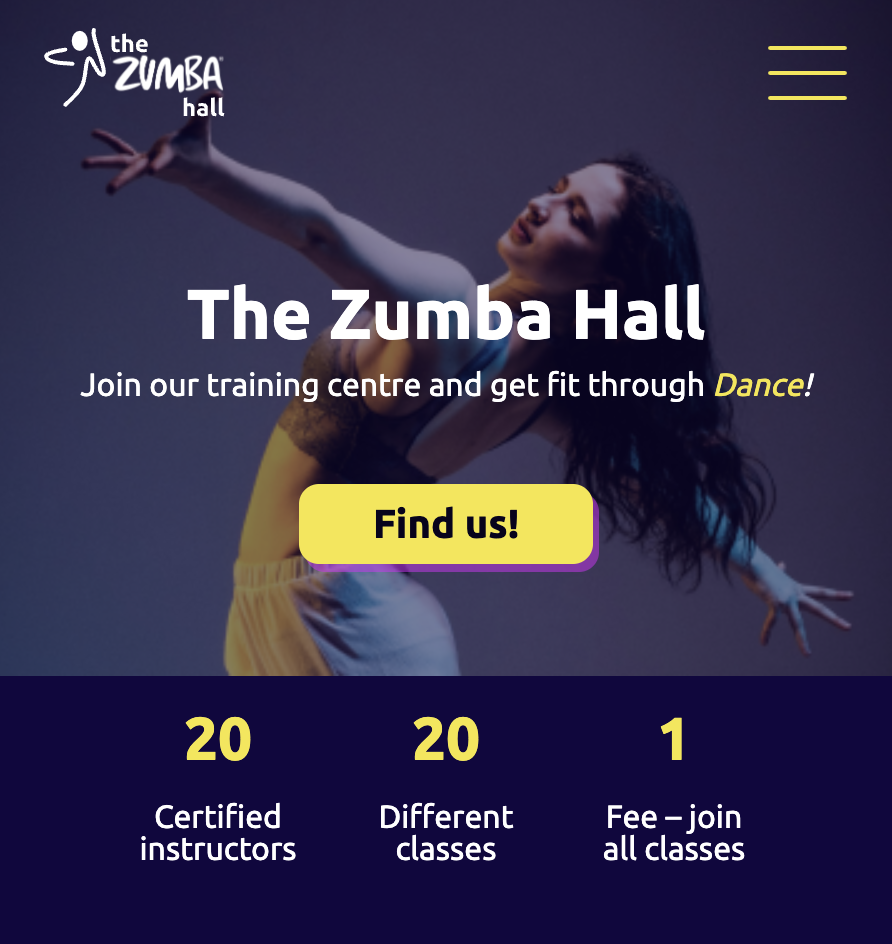 the
ZUMBA®
hall
The Zumba Hall
Join our training centre and get fit through Dance!
Find us!
20 20 1
Certified Different Fee – join
instructors classes all classes